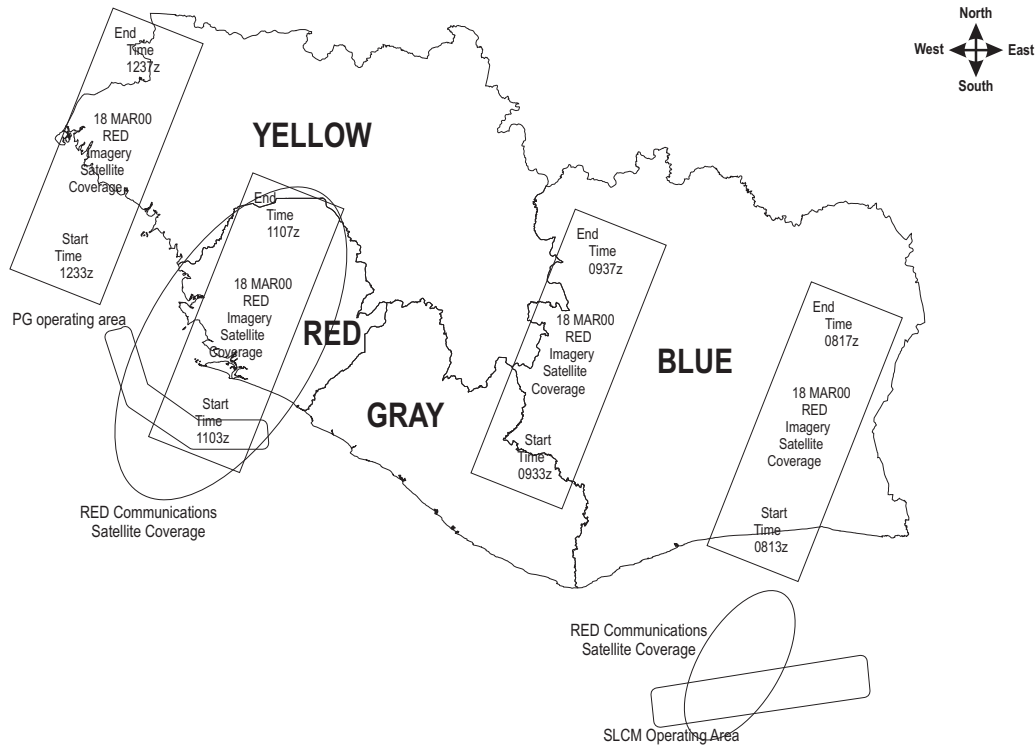 North
West
East
South
End
Time
1237z
18 MAR00
RED
Imagery
Satellite
Coverage
Start
Time
1233z
YELLOW
PG operating area
End
Time
1107z
18 MAR00
RED
Imagery
Satellite
Coverage
Start
Time
1103z
RED
GRAY
RED Communications
Satellite Coverage
End
Time
0937z
18 MAR00
RED
Imagery
Satellite
Coverage
Start
Time
0933z
BLUE
End
Time
0817z
18 MAR00
RED
Imagery
Satellite
Coverage
Start
Time
0813z
RED Communications
Satellite Coverage
SLCM Operating Area